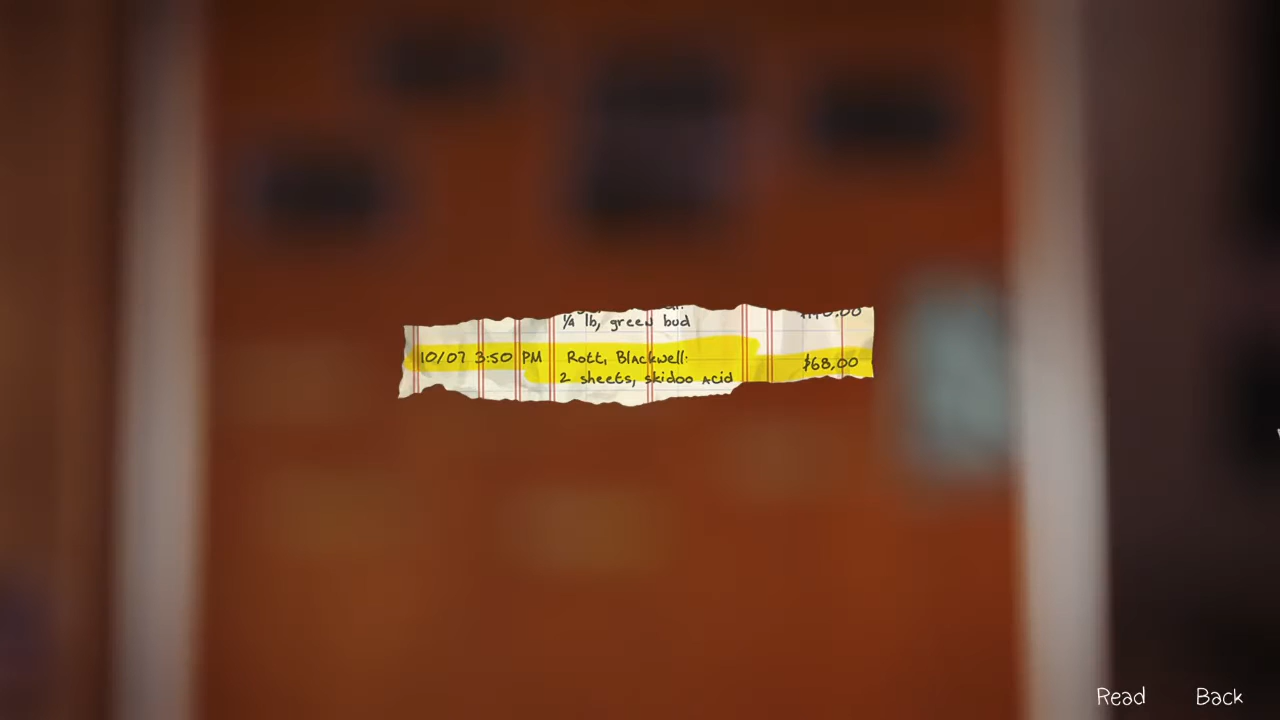 1/4 lb, green bud
10/07 3:50 PM Rott, Blackwell:
$68.00
2 sheets, skidoo Acid
Read Back